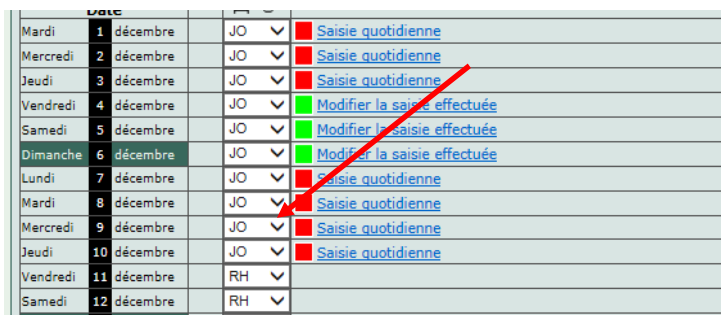 Date
Mardi 1 décembre JO Saisie quotidienne
Mercredi 2 décembre JO Saisie quotidienne
Jeudi 3 décembre JO Saisie quotidienne
Vendredi 4 décembre JO Modifier la saisie effectuée
Samedi 5 décembre JO Modifier la saisie effectuée
Dimanche 6 décembre JO Modifier la saisie effectuée
Lundi 7 décembre JO Saisie quotidienne
Mardi 8 décembre JO Saisie quotidienne
Mercredi 9 décembre JO Saisie quotidienne
Jeudi 10 décembre JO Saisie quotidienne
Vendredi 11 décembre RH
Samedi 12 décembre RH